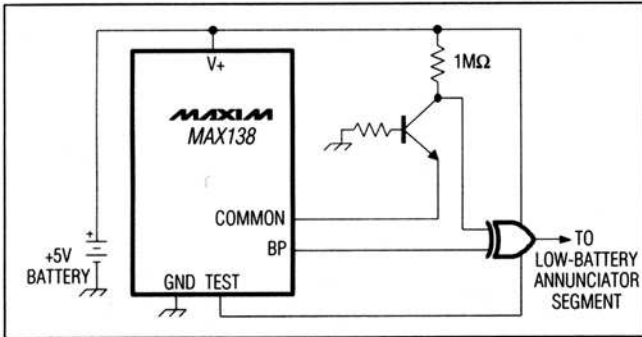 V+
1MΩ
MAXIM
MAX138
COMMON
BP
+
+5V
BATTERY
GND TEST
TO
LOW-BATTERY
ANNUNCIATOR
SEGMENT